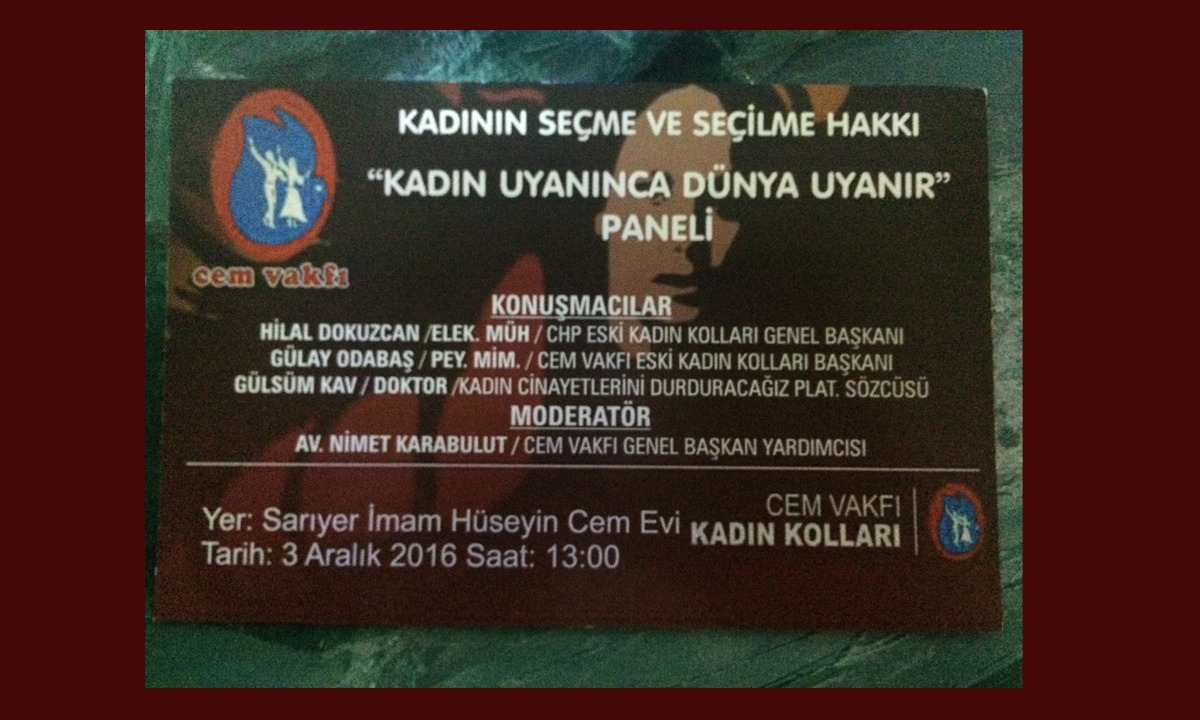 KADININ SEÇME VE SEÇİLME HAKKI
“KADIN UYANINCA DÜNYA UYANIR”
PANELİ
cem vakfı
KONUŞMACILAR
HİLAL DOKUZCAN /ELEK. MÜH / CHP ESKİ KADIN KOLLARI GENEL BAŞKANI
GÜLAY ODABAŞ / PEY. MİM. / CEM VAKFI ESKİ KADIN KOLLARI BAŞKANI
GÜLSÜM KAV / DOKTOR /KADIN CİNAYETLERİNİ DURDURACAĞIZ PLAT. SÖZCÜSÜ
MODERATÖR
AV. NİMET KARABULUT / CEM VAKFI GENEL BAŞKAN YARDIMCISI
Yer: Sarıyer İmam Hüseyin Cem Evi
Tarih: 3 Aralık 2016 Saat: 13:00
CEM VAKFI
KADIN KOLLARI